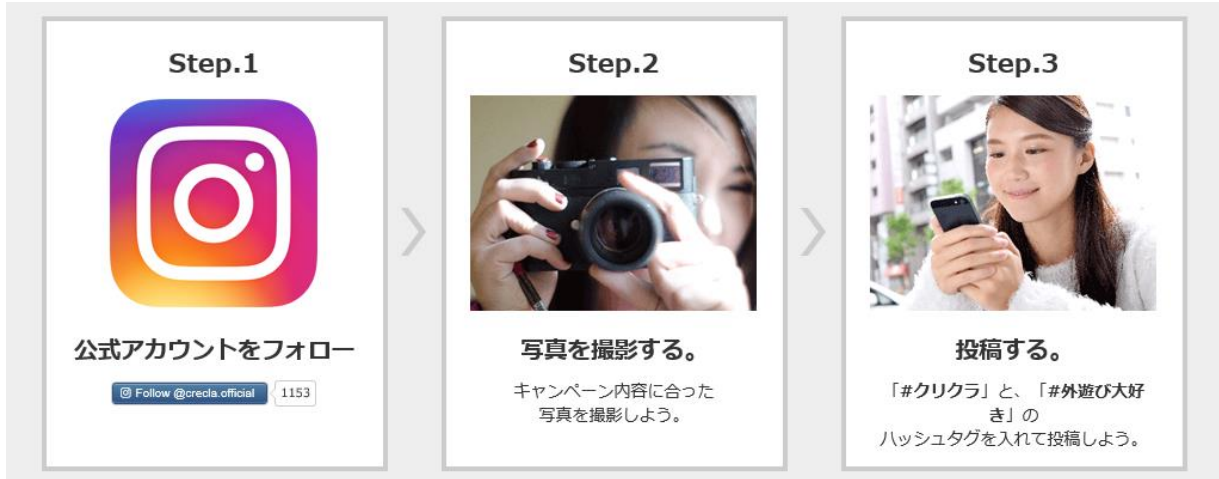 Step.1
公式アカウントをフォロー
Follow @crecla.official
1153
Step.2
写真を撮影する。
キャンペーン内容に合った
写真を撮影しよう。
Step.3
投稿する。
「#クリクラ」と、「#外遊び大好
き」の
ハッシュタグを入れて投稿しよう。